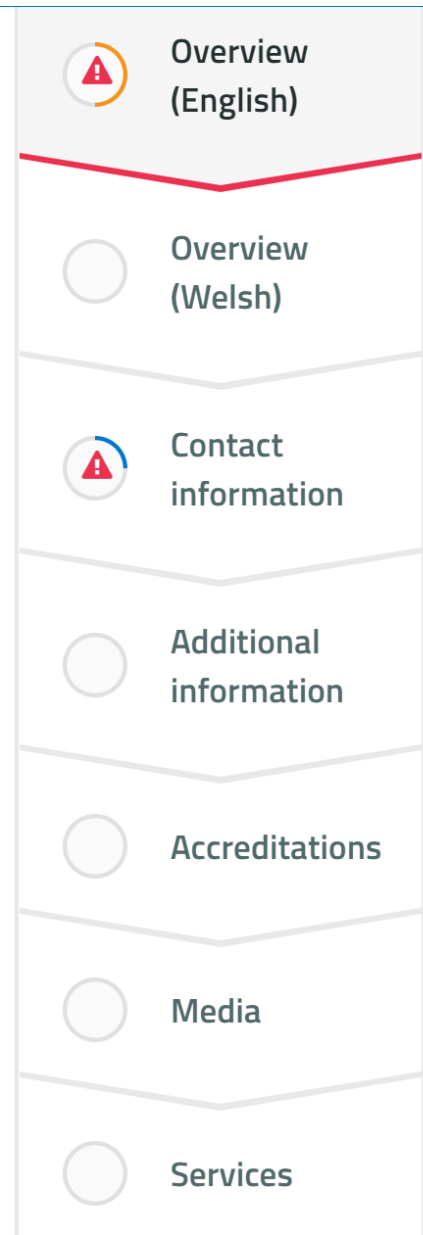 Overview
(English)
Overview
(Welsh)
Contact
information
Additional
information
Accreditations
Media
Services